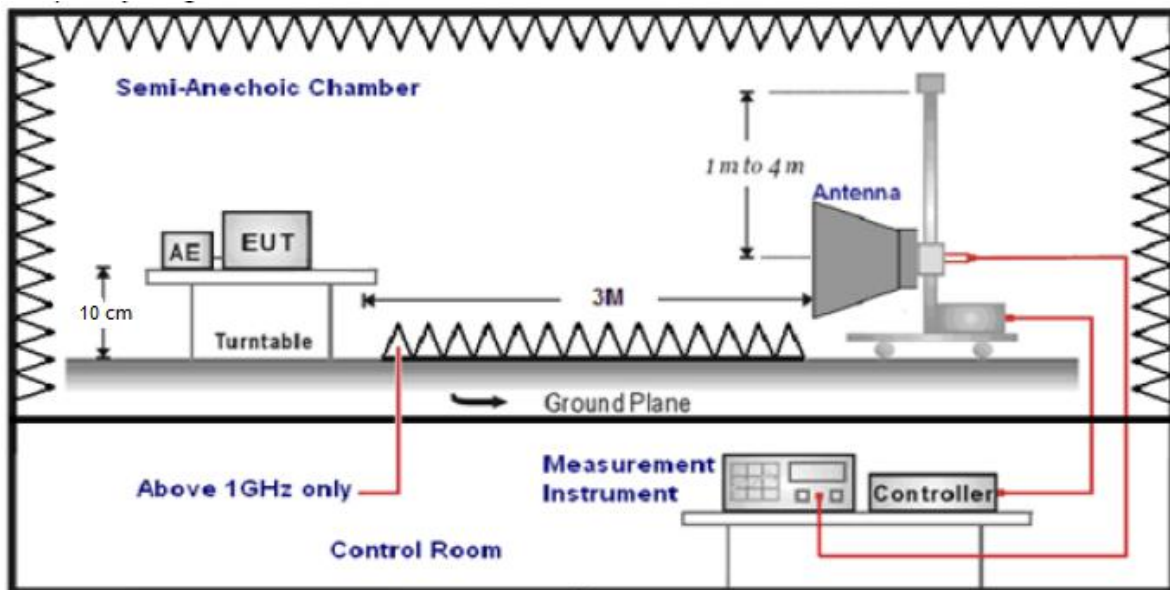 Semi-Anechoic Chamber
1 m to 4 m
Antenna
AE
EUT
10 cm
3M
Turntable
Ground Plane
Above 1GHz only
Measurement
Instrument
Controller
Control Room